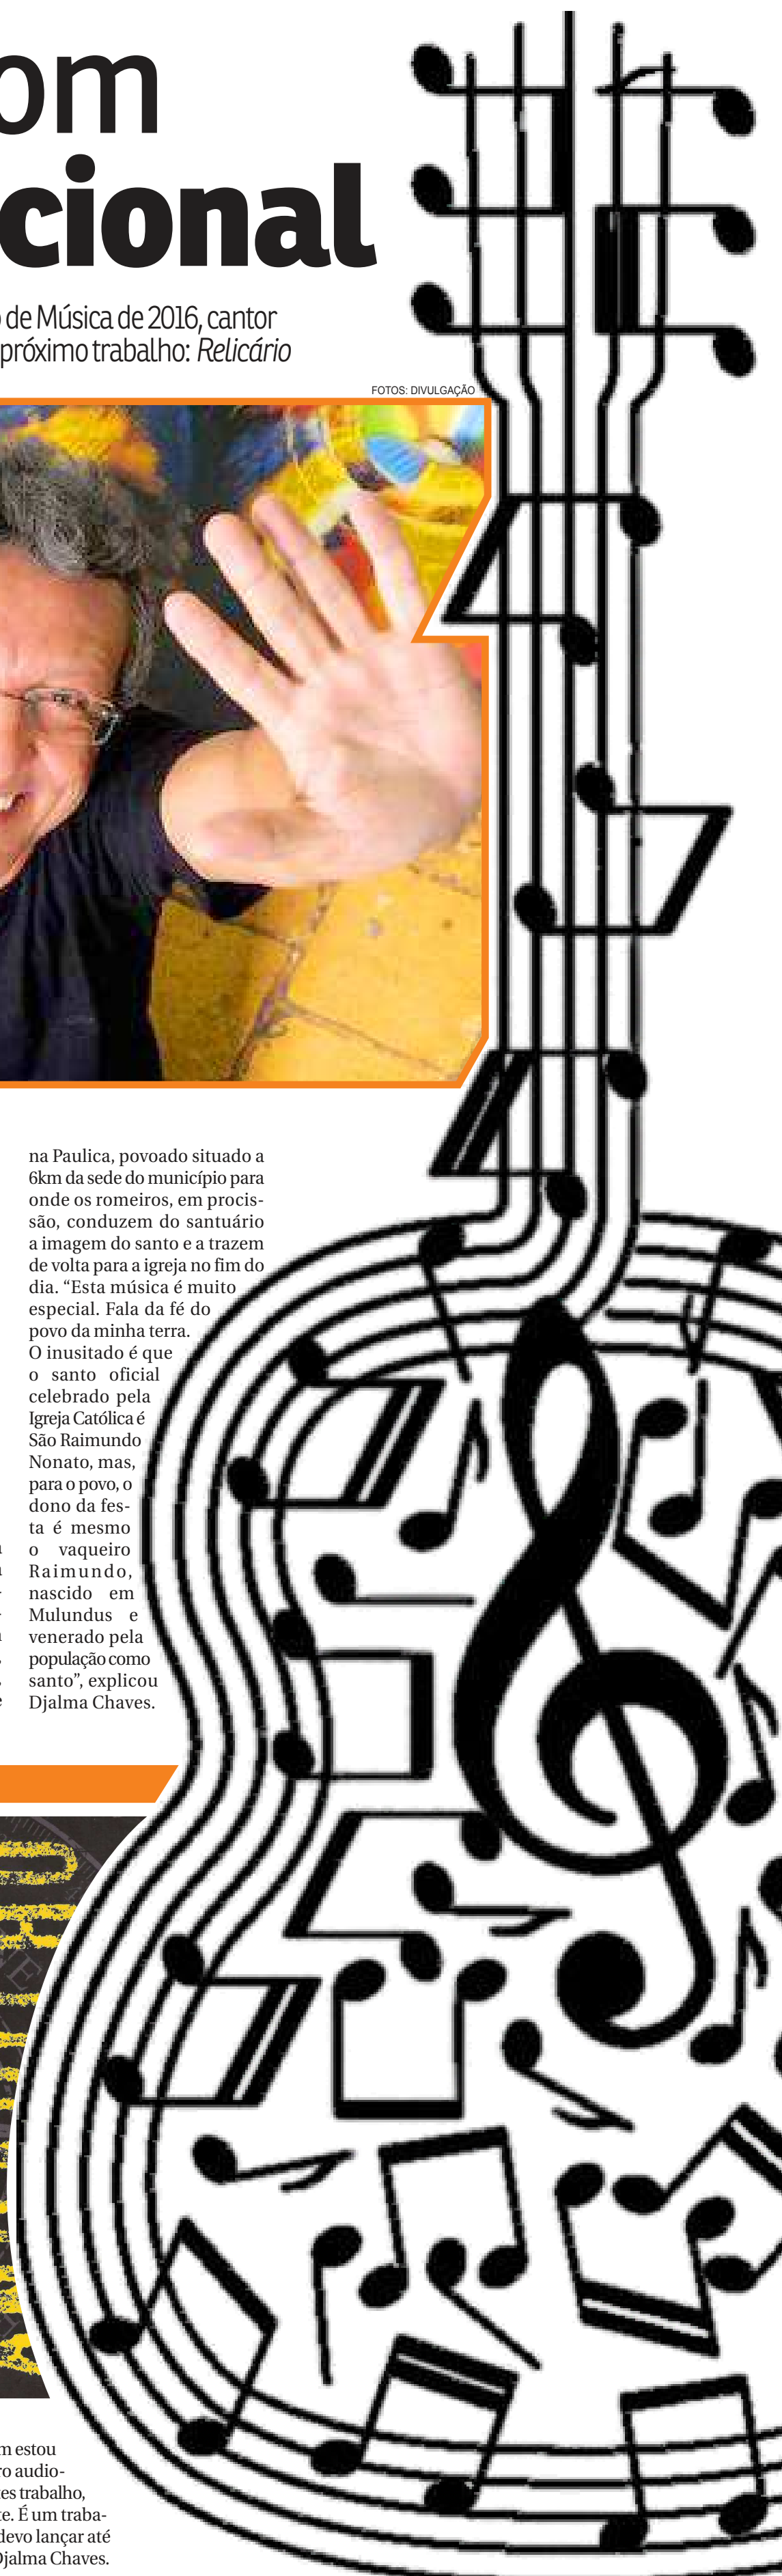 om
cional
de Música de 2016, cantor
próximo trabalho: Relicário
FOTOS: DIVULGAÇÃO
na Paulica, povoado situado a
6km da sede do município para
onde os romeiros, em procis-
são, conduzem do santuário
a imagem do santo e a trazem
de volta para a igreja no fim do
dia. “Esta música é muito
especial. Fala da fé do
povo da minha terra.
O inusitado é que
o santo oficial
celebrado pela
Igreja Católica é
São Raimundo
Nonato, mas,
para o povo, o
dono da fes-
ta é mesmo
o vaqueiro
Raimundo,
nascido em
Mulundus e
venerado pela
população como
santo”, explicou
Djalma Chaves.
m estou
ro audio-
es trabalho,
te. É um traba-
devo lançar até
Djalma Chaves.